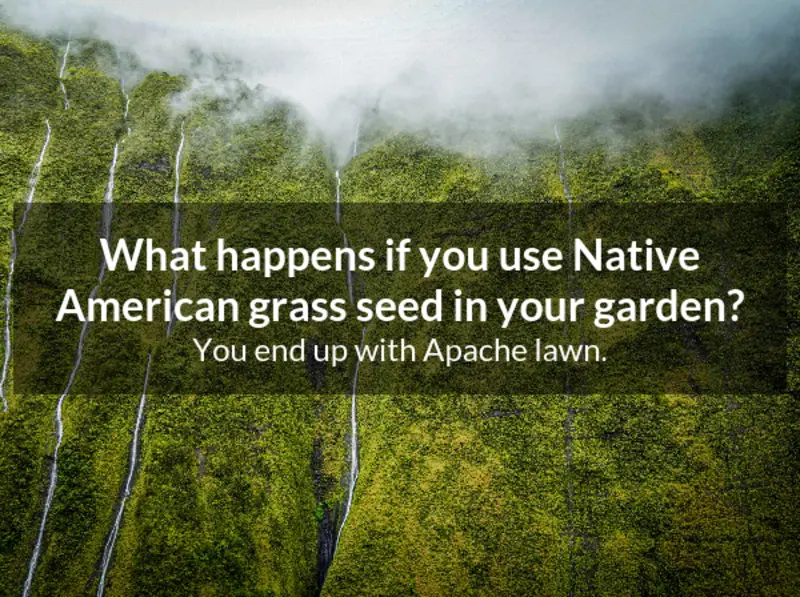 What happens if you use Native
American grass seed in your garden?
You end up with Apache lawn.